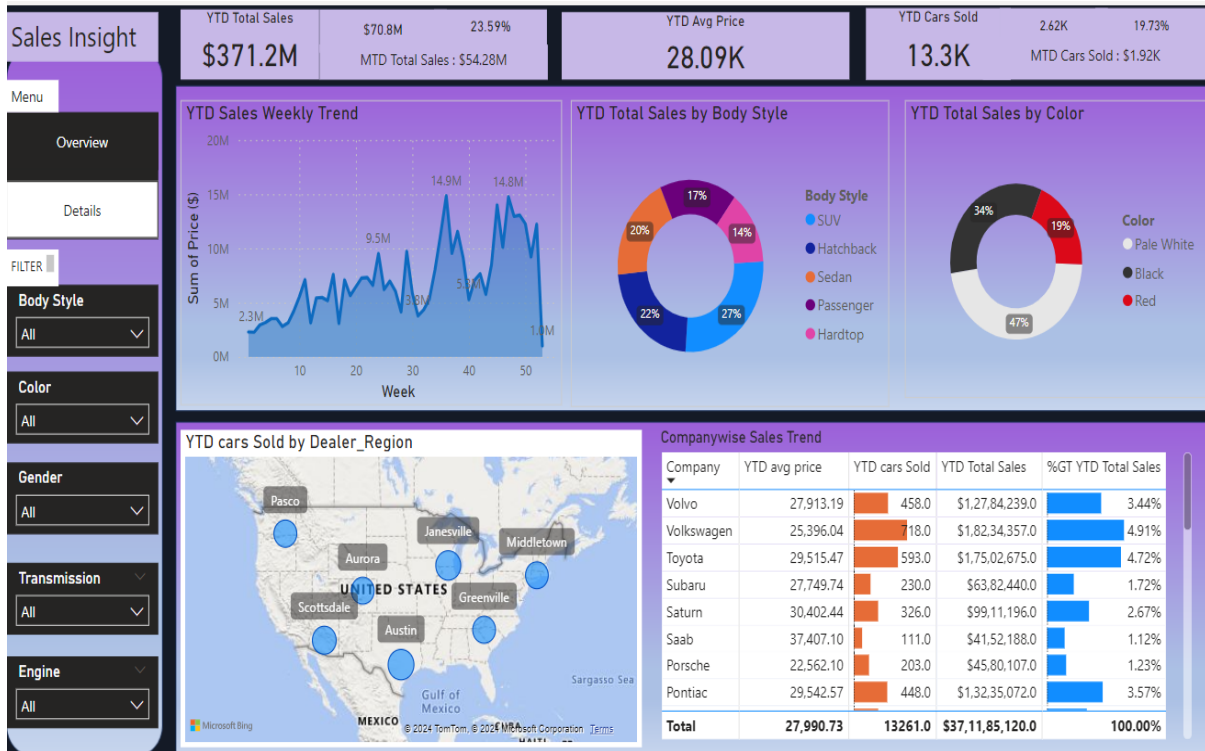 Sales Insight
YTD Total Sales
$371.2M
$70.8M 23.59%
MTD Total Sales : $54.28M
YTD Avg Price
28.09K
YTD Cars Sold
13.3K
2.62K 19.73%
MTD Cars Sold : $1.92K
Menu
Overview
Details
FILTER
Body Style
All
Color
All
Gender
All
Transmission
All
Engine
All
YTD Sales Weekly Trend
Sum of Price ($)
20M
15M
10M
5M
0M
2.3M
9.5M
3.8M
14.9M
14.8M
10 20 30 40 50
Week
YTD Total Sales by Body Style
17%
14%
27%
22%
20%
Body Style
SUV
Hatchback
Sedan
Passenger
Hardtop
YTD Total Sales by Color
34%
19%
47%
Color
Pale White
Black
Red
YTD cars Sold by Dealer_Region
Pasco
Janesville
Middletown
Aurora
UNITED STATES
Greenville
Scottsdale
Austin
Gulf of
Mexico
Sargasso Sea
MEXICO
CUBA
Microsoft Bing
© 2024 TomTom, © 2024 Microsoft Corporation Terms
Companywise Sales Trend
Company YTD avg price YTD cars Sold YTD Total Sales %GT YTD Total Sales
Volvo 27,913.19 458.0 $1,27,84,239.0 3.44%
Volkswagen 25,396.04 718.0 $1,82,34,357.0 4.91%
Toyota 29,515.47 593.0 $1,75,02,675.0 4.72%
Subaru 27,749.74 230.0 $63,82,440.0 1.72%
Saturn 30,402.44 326.0 $99,11,196.0 2.67%
Saab 37,407.10 111.0 $41,52,188.0 1.12%
Porsche 22,562.10 203.0 $45,80,107.0 1.23%
Pontiac 29,542.57 448.0 $1,32,35,072.0 3.57%
Total 27,990.73 13261.0 $37,11,85,120.0 100.00%